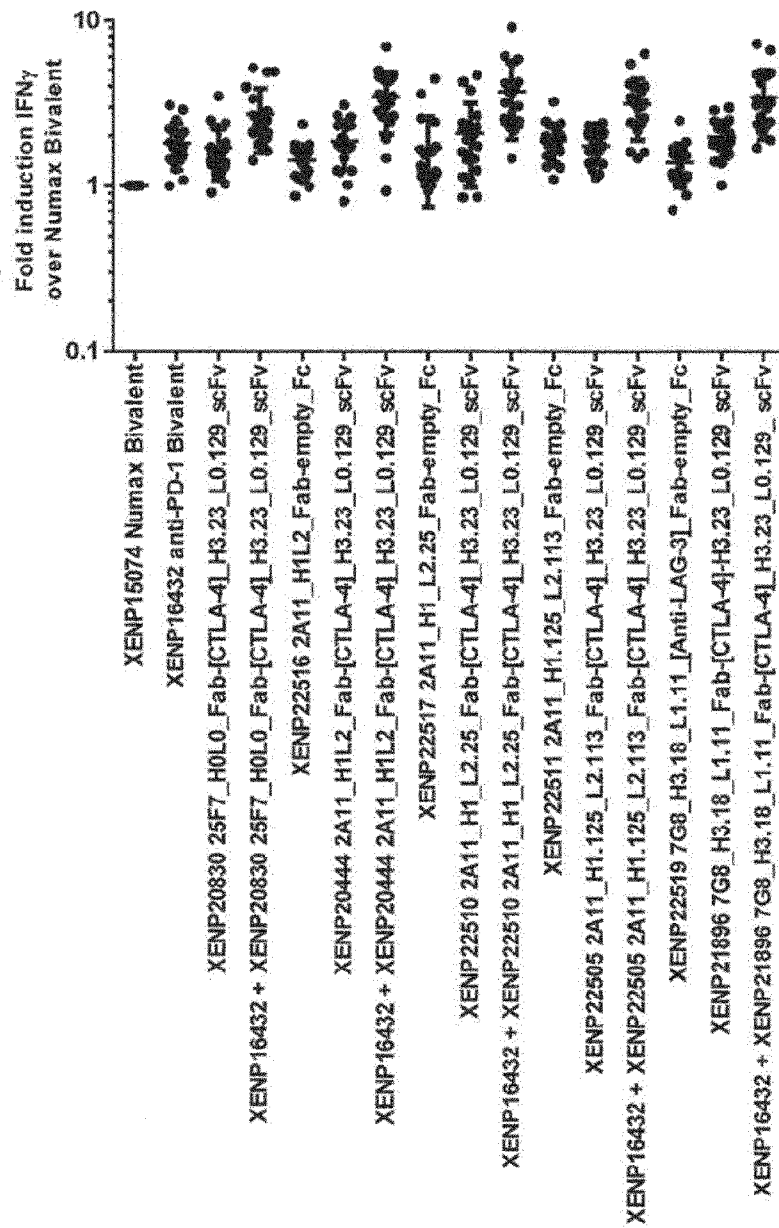 Fold induction IFNγ
over Numax Bivalent
10
1
0.1
XENP15074 Numax Bivalent
XENP16432 anti-PD-1 Bivalent
XENP20830 25F7_H0L0_Fab-[CTLA-4]_H3.23_L0.129_scFv
XENP16432 + XENP20830 25F7_H0L0_Fab-[CTLA-4]_H3.23_L0.129_scFv
XENP22516 2A11_H1L2_Fab-empty_Fc
XENP20444 2A11_H1L2_Fab-[CTLA-4]_H3.23_L0.129_scFv
XENP16432 + XENP20444 2A11_H1L2_Fab-[CTLA-4]_H3.23_L0.129_scFv
XENP22517 2A11_H1_L2.25_Fab-empty_Fc
XENP22510 2A11_H1_L2.25_Fab-[CTLA-4]_H3.23_L0.129_scFv
XENP16432 + XENP22510 2A11_H1_L2.25_Fab-[CTLA-4]_H3.23_L0.129_scFv
XENP22511 2A11_H1.125_L2.113_Fab-empty_Fc
XENP22505 2A11_H1.125_L2.113_Fab-[CTLA-4]_H3.23_L0.129_scFv
XENP16432 + XENP22505 2A11_H1.125_L2.113_Fab-[CTLA-4]_H3.23_L0.129_scFv
XENP22519 7G8_H3.18_L1.11_[Anti-LAG-3]_Fab-empty_Fc
XENP21896 7G8_H3.18_L1.11_Fab-[CTLA-4]-H3.23_L0.129_scFv
XENP16432 + XENP21896 7G8_H3.18_L1.11_Fab-[CTLA-4]_H3.23_L0.129_scFv